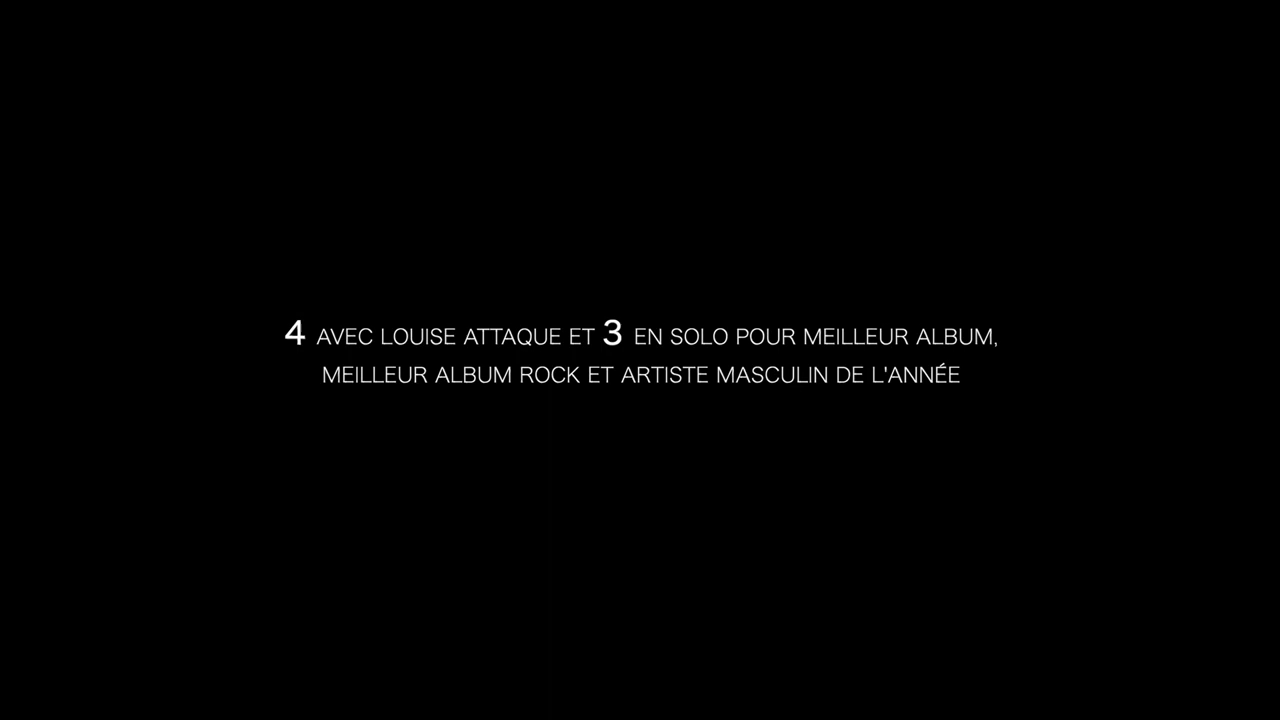 4 AVEC LOUISE ATTAQUE ET 3 EN SOLO POUR MEILLEUR ALBUM,
MEILLEUR ALBUM ROCK ET ARTISTE MASCULIN DE L'ANNÉE